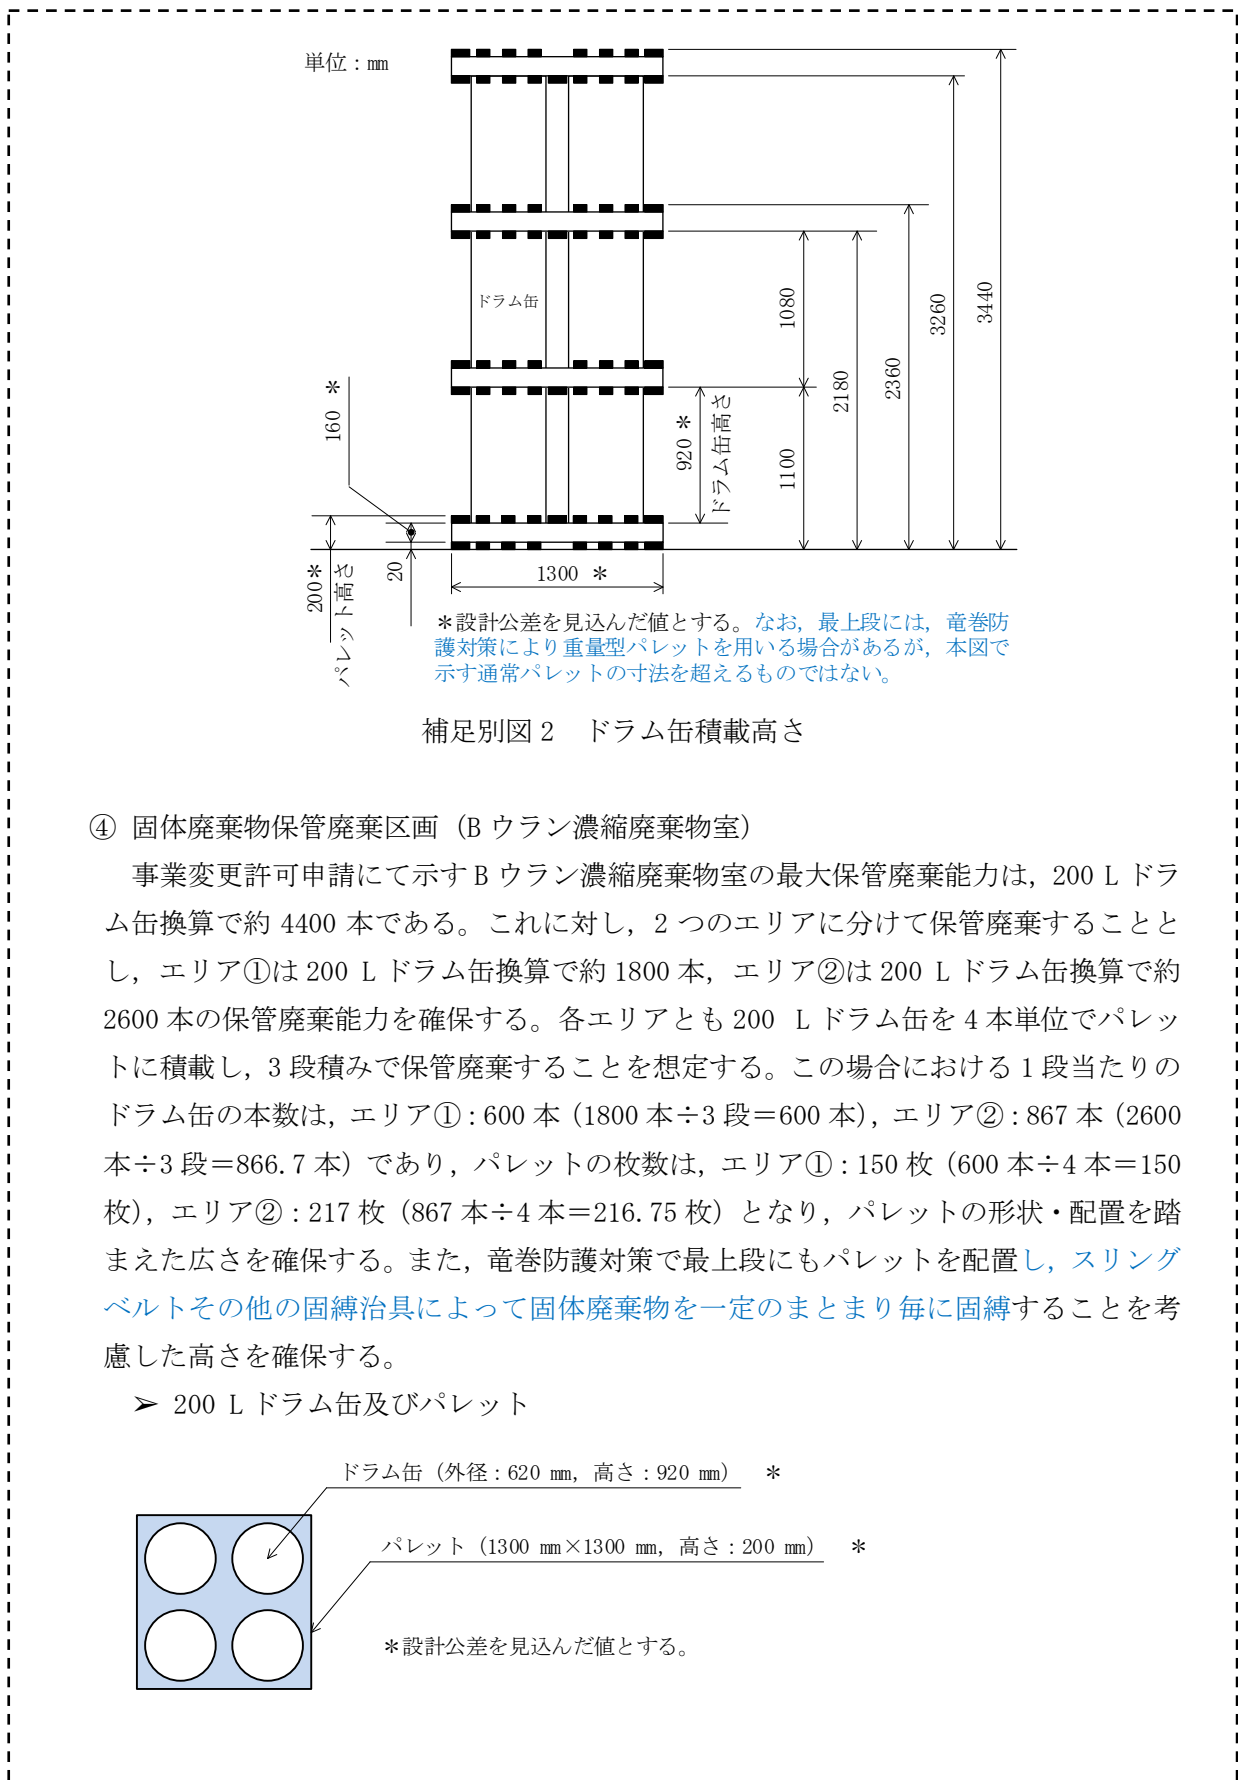 単位：mm
ドラム缶
160 ＊
200＊
パレット高さ
20
1300 ＊
920 ＊
ドラム缶高さ
1080
1100
2180
2360
3260
3440
＊設計公差を見込んだ値とする。なお，最上段には，竜巻防
護対策により重量型パレットを用いる場合があるが，本図で
示す通常パレットの寸法を超えるものではない。
補足別図 2　ドラム缶積載高さ
④ 固体廃棄物保管廃棄区画（B ウラン濃縮廃棄物室）
事業変更許可申請にて示す B ウラン濃縮廃棄物室の最大保管廃棄能力は，200 L ドラ
ム缶換算で約 4400 本である。これに対し，2 つのエリアに分けて保管廃棄することと
し，エリア①は 200 L ドラム缶換算で約 1800 本，エリア②は 200 L ドラム缶換算で約
2600 本の保管廃棄能力を確保する。各エリアとも 200 L ドラム缶を 4 本単位でパレッ
トに積載し，3 段積みで保管廃棄することを想定する。この場合における 1 段当たりの
ドラム缶の本数は，エリア①：600 本（1800 本÷3 段＝600 本），エリア②：867 本（2600
本÷3 段＝866.7 本）であり，パレットの枚数は，エリア①：150 枚（600 本÷4 本＝150
枚），エリア②：217 枚（867 本÷4 本＝216.75 枚）となり，パレットの形状・配置を踏
まえた広さを確保する。また，竜巻防護対策で最上段にもパレットを配置し，スリング
ベルトその他の固縛治具によって固体廃棄物を一定のまとまり毎に固縛することを考
慮した高さを確保する。
➢ 200 L ドラム缶及びパレット
ドラム缶（外径：620 mm，高さ：920 mm）　＊
パレット（1300 mm×1300 mm，高さ：200 mm）　＊
＊設計公差を見込んだ値とする。